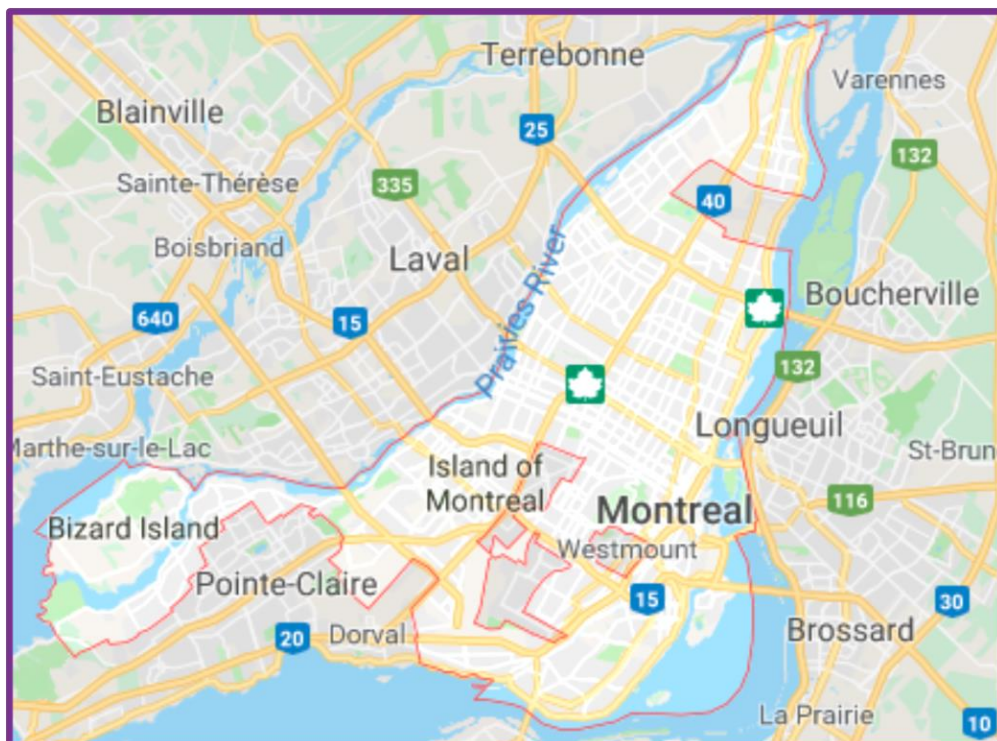 Terrebonne
Varennes
Blainville
25
132
Sainte-Thérèse
335
40
Boisbriand
Laval
Prairies River
Boucherville
640
15
132
Saint-Eustache
Longueuil
Marthe-sur-le-Lac
St-Brun
Island of
Montreal
116
Bizard Island
Montreal
Westmount
Pointe-Claire
15
30
20
Dorval
Brossard
La Prairie
10